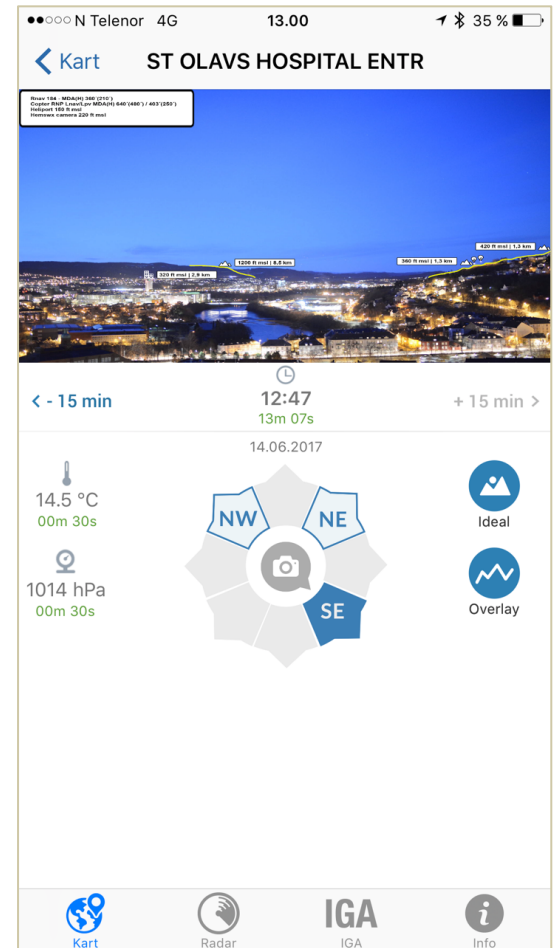 N Telenor 4G 13.00 35 %
Kart ST OLAVS HOSPITAL ENTR
Rnav 184 - MDA(H) 360´(210´)
Copter RNP Lnav/Lpv MDA(H) 640´(480´) / 403´(250´)
Heliport 150 ft msl
Hemswx camera 220 ft msl
420 ft msl | 1,3 km
1200 ft msl | 8,8 km
360 ft msl | 1,3 km
320 ft msl | 2,9 km
- 15 min 12:47 + 15 min
13m 07s
14.06.2017
14.5 °C
00m 30s
NW NE
Ideal
1014 hPa
00m 30s
SE
Overlay
IGA
Kart Radar IGA Info